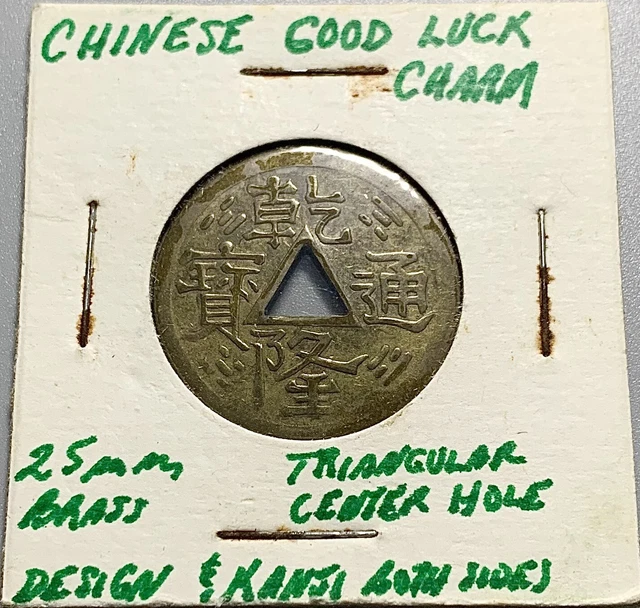 CHINESE GOOD LUCK
CHARM
乾
寶 通
隆
25mm TRIANGULAR
BRASS CENTER HOLE
DESIGN & KANJI BOTH SIDES